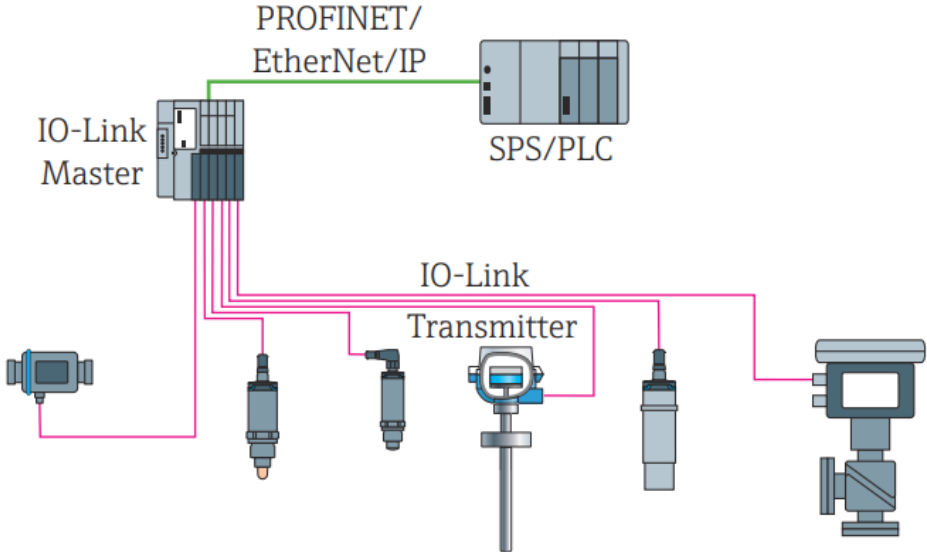 PROFINET/
EtherNet/IP
IO-Link
Master
SPS/PLC
IO-Link
Transmitter